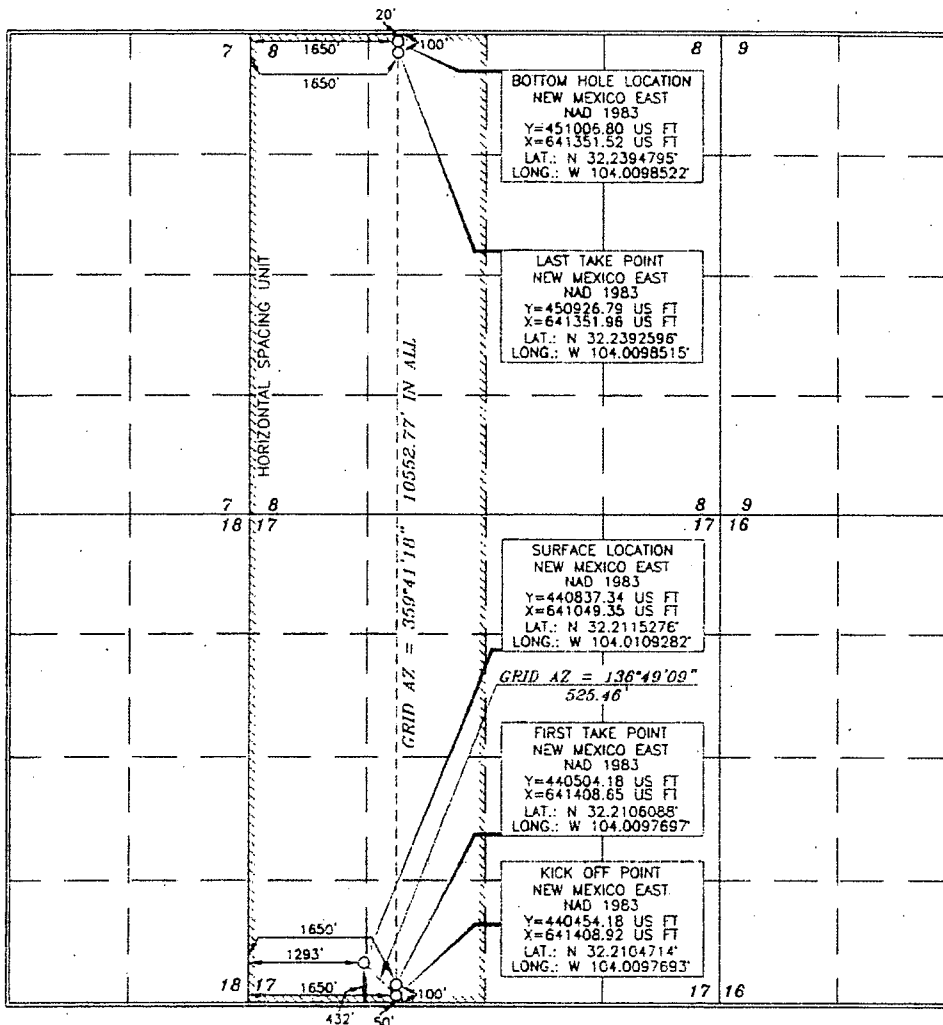 20'
7 8
1650'
100'
8 9
1650'
BOTTOM HOLE LOCATION
NEW MEXICO EAST
NAD 1983
Y=451006.80 US FT
X=641351.52 US FT
LAT.: N 32.2394795°
LONG.: W 104.0098522°
LAST TAKE POINT
NEW MEXICO EAST
NAD 1983
Y=450926.79 US FT
X=641351.96 US FT
LAT.: N 32.2392596°
LONG.: W 104.0098515°
HORIZONTAL SPACING UNIT
GRID AZ = 359°41'18" 10552.77' IN ALL
7 8
18 17
8 9
17 16
SURFACE LOCATION
NEW MEXICO EAST
NAD 1983
Y=440837.34 US FT
X=641049.35 US FT
LAT.: N 32.2115276°
LONG.: W 104.0109282°
GRID AZ = 136°49'09"
525.46'
FIRST TAKE POINT
NEW MEXICO EAST
NAD 1983
Y=440504.18 US FT
X=641408.65 US FT
LAT.: N 32.2106088°
LONG.: W 104.0097697°
KICK OFF POINT
NEW MEXICO EAST
NAD 1983
Y=440454.18 US FT
X=641408.92 US FT
LAT.: N 32.2104714°
LONG.: W 104.0097693°
1650'
1293'
18 17
1650'
100'
17 16
432'
50'